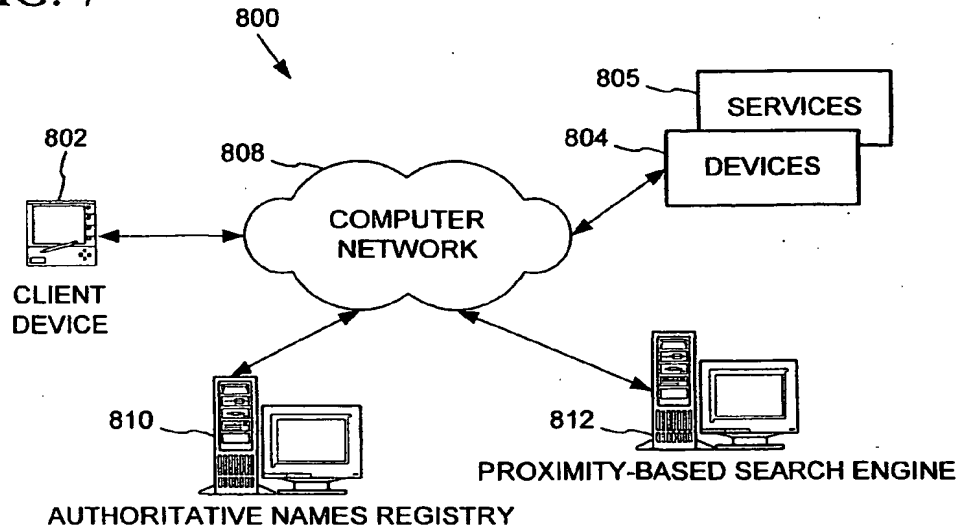 800
805
SERVICES
802
808
804
DEVICES
COMPUTER
NETWORK
CLIENT
DEVICE
810
812
PROXIMITY-BASED SEARCH ENGINE
AUTHORITATIVE NAMES REGISTRY